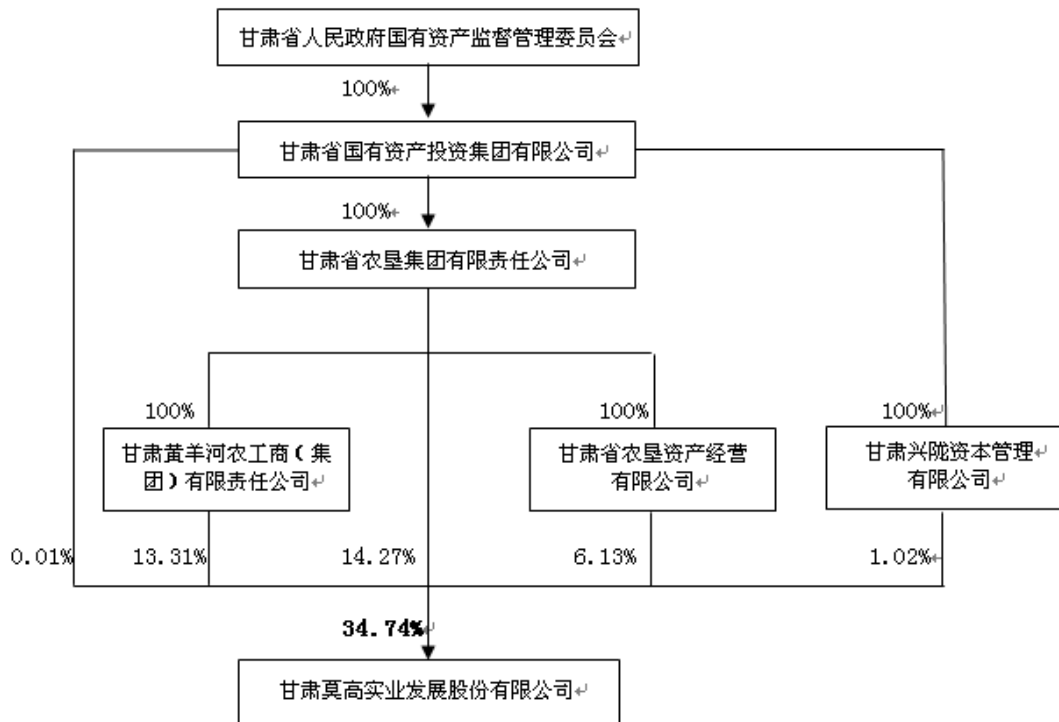 甘肃省人民政府国有资产监督管理委员会↵
100%↵
甘肃省国有资产投资集团有限公司↵
100%↵
甘肃省农垦集团有限责任公司↵
100%
100%
100%↵
甘肃黄羊河农工商(集
团)有限责任公司↵
甘肃省农垦资产经营
有限公司↵
甘肃兴陇资本管理↵
有限公司↵
0.01%
13.31%
14.27%
6.13%
1.02%↵
34.74%↵
甘肃莫高实业发展股份有限公司↵